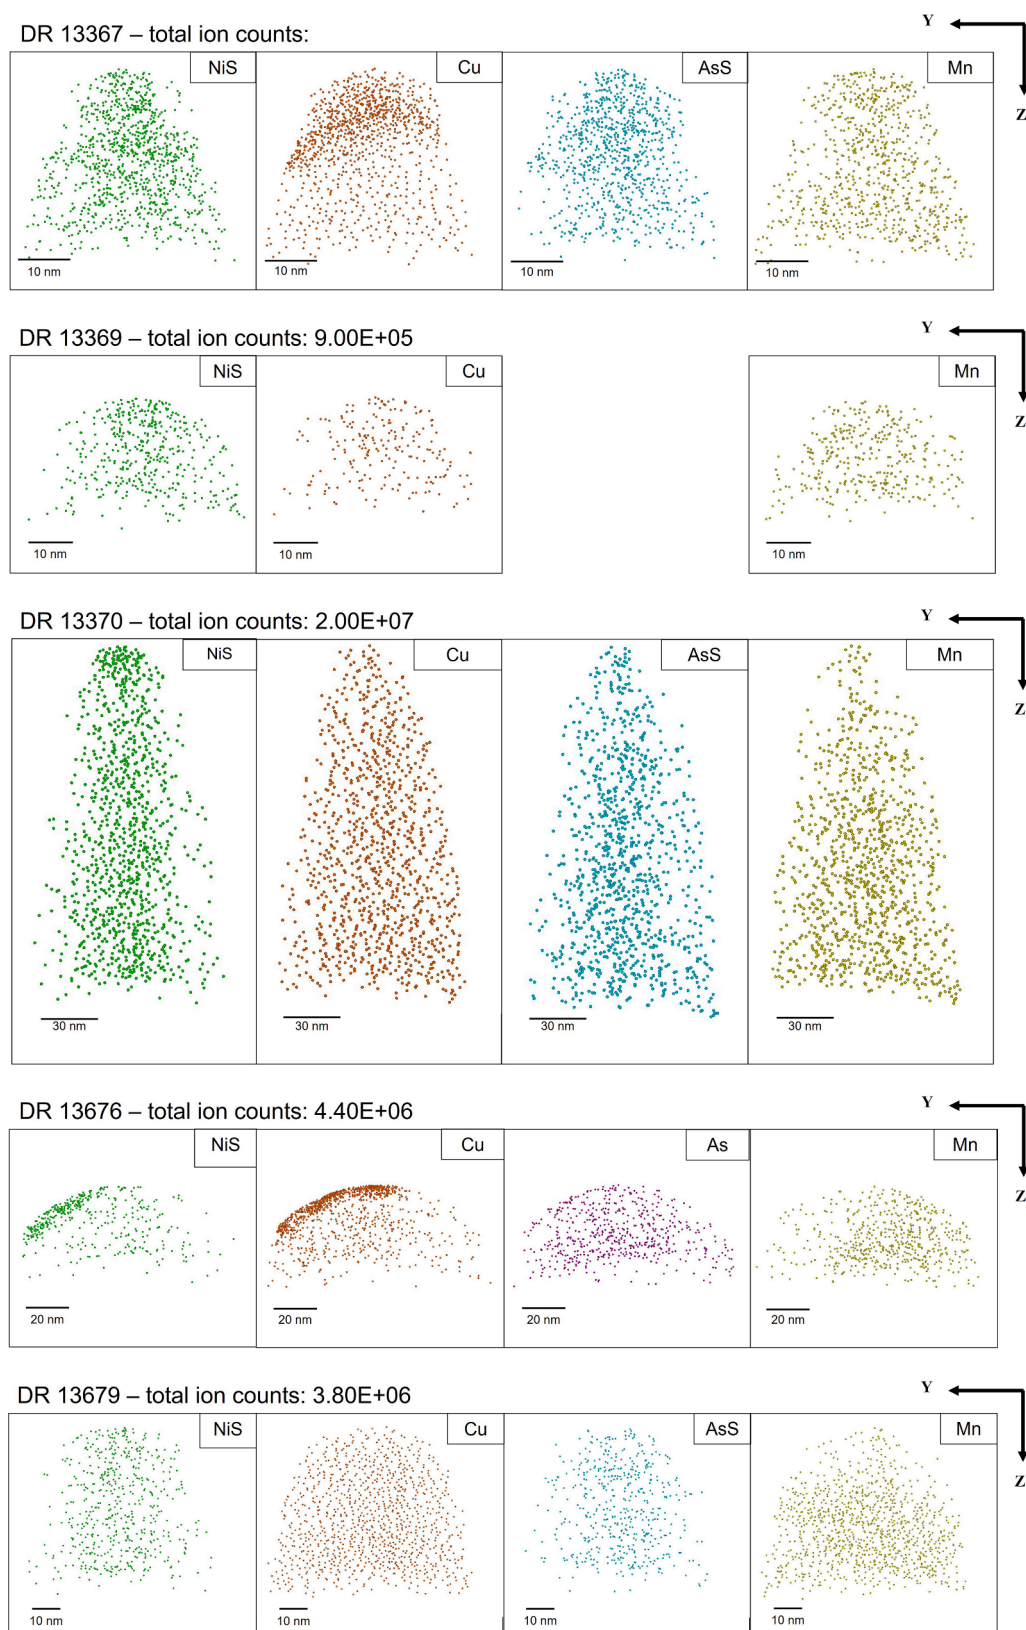 DR 13367 – total ion counts:
Y
Z
NiS
Cu
AsS
Mn
10 nm
10 nm
10 nm
10 nm
DR 13369 – total ion counts: 9.00E+05
Y
Z
NiS
Cu
Mn
10 nm
10 nm
10 nm
DR 13370 – total ion counts: 2.00E+07
Y
Z
NiS
Cu
AsS
Mn
30 nm
30 nm
30 nm
30 nm
DR 13676 – total ion counts: 4.40E+06
Y
Z
NiS
Cu
As
Mn
20 nm
20 nm
20 nm
20 nm
DR 13679 – total ion counts: 3.80E+06
Y
Z
NiS
Cu
AsS
Mn
10 nm
10 nm
10 nm
10 nm